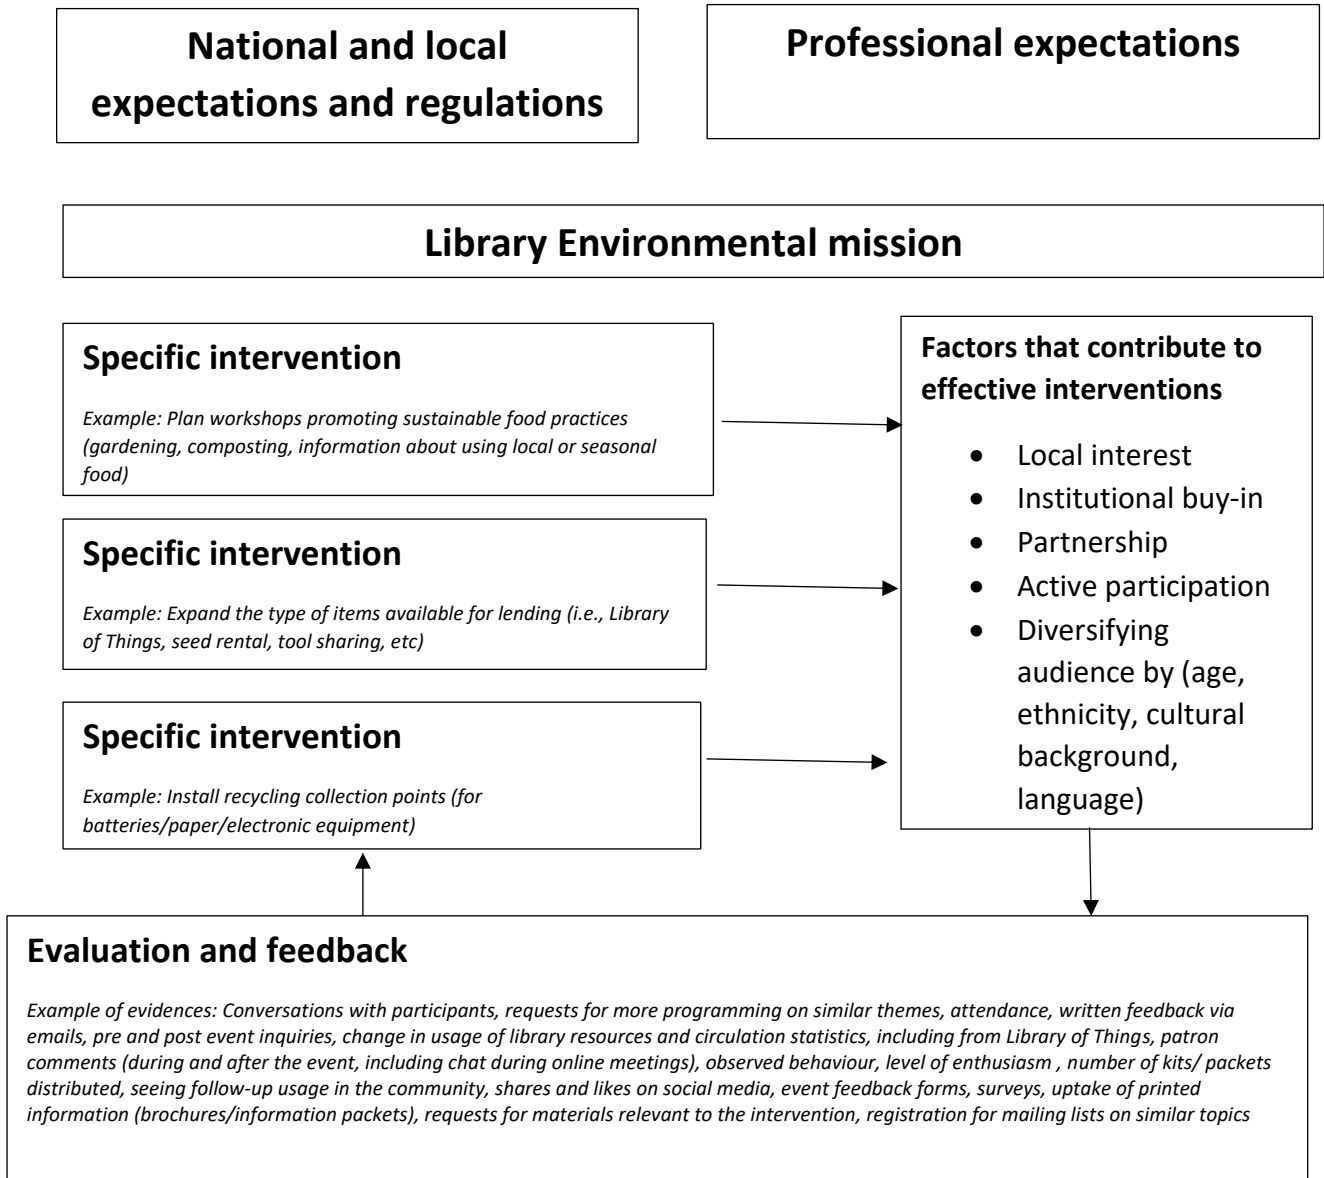 National and local
expectations and regulations
Professional expectations
Library Environmental mission
Specific intervention
Example: Plan workshops promoting sustainable food practices
(gardening, composting, information about using local or seasonal
food)
Specific intervention
Example: Expand the type of items available for lending (i.e., Library
of Things, seed rental, tool sharing, etc)
Specific intervention
Example: Install recycling collection points (for
batteries/paper/electronic equipment)
Factors that contribute to
effective interventions
• Local interest
• Institutional buy-in
• Partnership
• Active participation
• Diversifying
audience by (age,
ethnicity, cultural
background,
language)
Evaluation and feedback
Example of evidences: Conversations with participants, requests for more programming on similar themes, attendance, written feedback via
emails, pre and post event inquiries, change in usage of library resources and circulation statistics, including from Library of Things, patron
comments (during and after the event, including chat during online meetings), observed behaviour, level of enthusiasm , number of kits/ packets
distributed, seeing follow-up usage in the community, shares and likes on social media, event feedback forms, surveys, uptake of printed
information (brochures/information packets), requests for materials relevant to the intervention, registration for mailing lists on similar topics